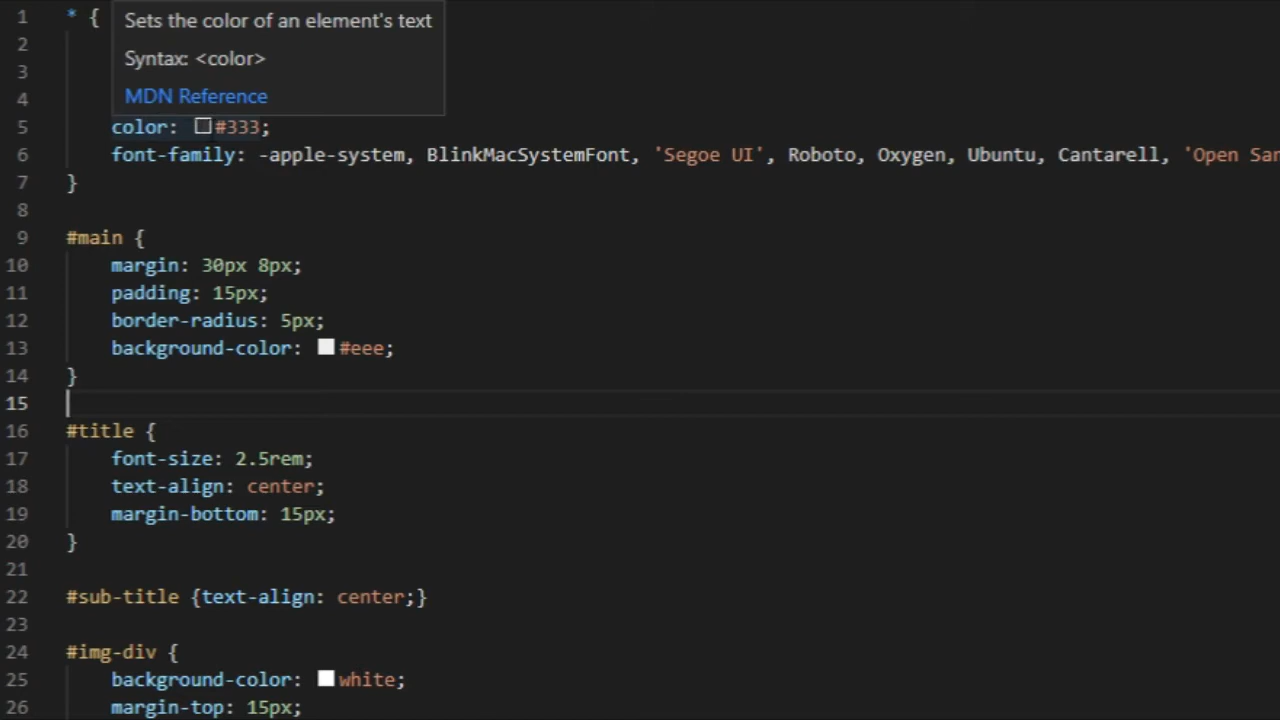 1 * {
Sets the color of an element's text
2
Syntax: <color>
3
4
MDN Reference
5 color: #333;
6 font-family: -apple-system, BlinkMacSystemFont, 'Segoe UI', Roboto, Oxygen, Ubuntu, Cantarell, 'Open San
7 }
8
9 #main {
10 margin: 30px 8px;
11 padding: 15px;
12 border-radius: 5px;
13 background-color: #eee;
14 }
15
16 #title {
17 font-size: 2.5rem;
18 text-align: center;
19 margin-bottom: 15px;
20 }
21
22 #sub-title {text-align: center;}
23
24 #img-div {
25 background-color: white;
26 margin-top: 15px;